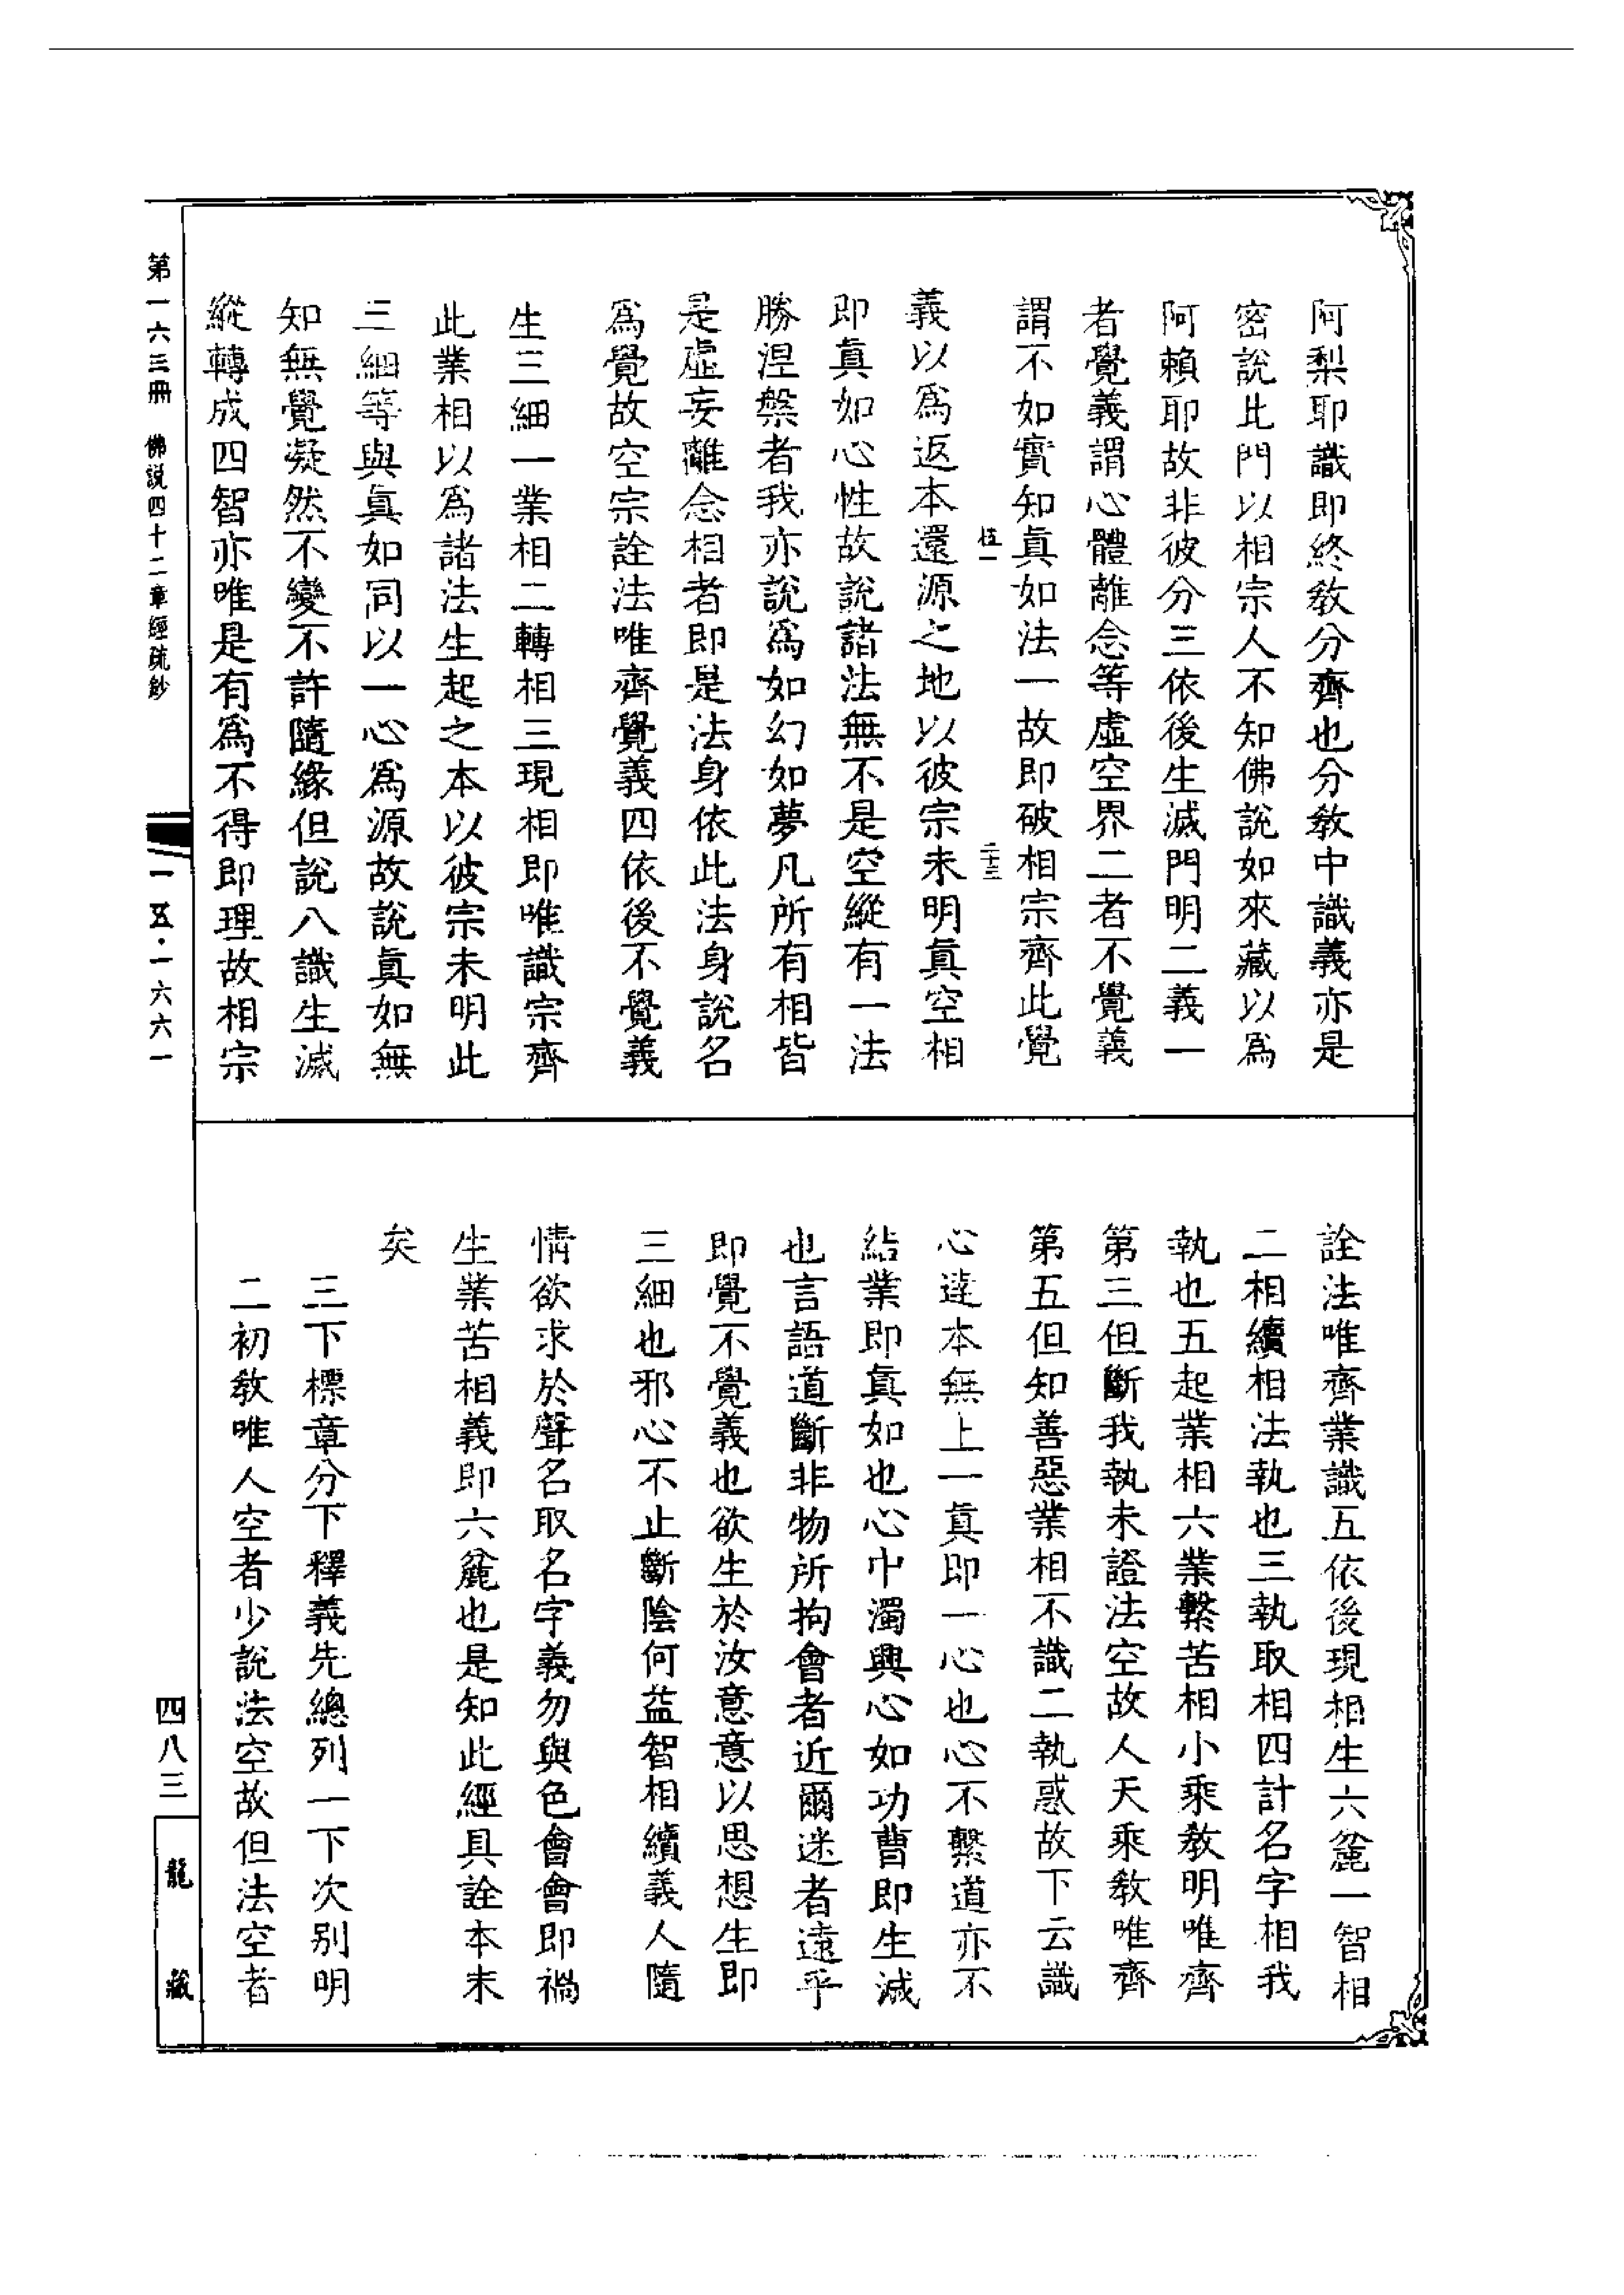 阿梨耶識即終敎分齊也分敎中識義亦是
密說此門以相宗人不知佛說如來藏以爲
阿賴耶故非彼分三依後生滅門明二義一
者覺義謂心體離念等虛空界二者不覺義
謂不如實知眞如法一故即破相宗齊此覺
二十三
義以爲返本還源之地以彼宗未明眞空相
即眞如心性故說諸法無不是空縱有一法
勝涅槃者我亦說爲如幻如夢凡所有相皆
是虛妄離念相者即是法身依此法身說名
爲覺故空宗詮法唯齊覺義四依後不覺義
生三細一業相二轉相三現相即唯識宗齊
此業相以爲諸法生起之本以彼宗未明此
三細等與眞如同以一心爲源故說眞如無
知無覺凝然不變不許隨緣但說八識生滅
縱轉成四智亦唯是有爲不得即理故相宗
詮法唯齊業識五依後現相生六麁一智相
二相續相法執也三執取相四計名字相我
執也五起業相六業繫苦相小乘敎明唯齊
第三但斷我執未證法空故人天乘敎唯齊
第五但知善惡業相不識二執惑故下云識
心達本無上一眞即一心也心不繫道亦不
結業即眞如也心中濁興心如功曹即生滅
也言語道斷非物所拘會者近爾迷者遠乎
即覺不覺義也欲生於汝意意以思想生即
三細也邪心不止斷陰何益智相續義人隨
情欲求於聲名取名字義勿與色會會即禍
生業苦相義即六麁也是知此經具詮本末
矣
三下標章分下釋義先總列一下次別明
二初敎唯人空者少說法空故但法空者
第一六三冊　佛説四十二章經疏鈔
一五・一六六一
四八三
龍藏